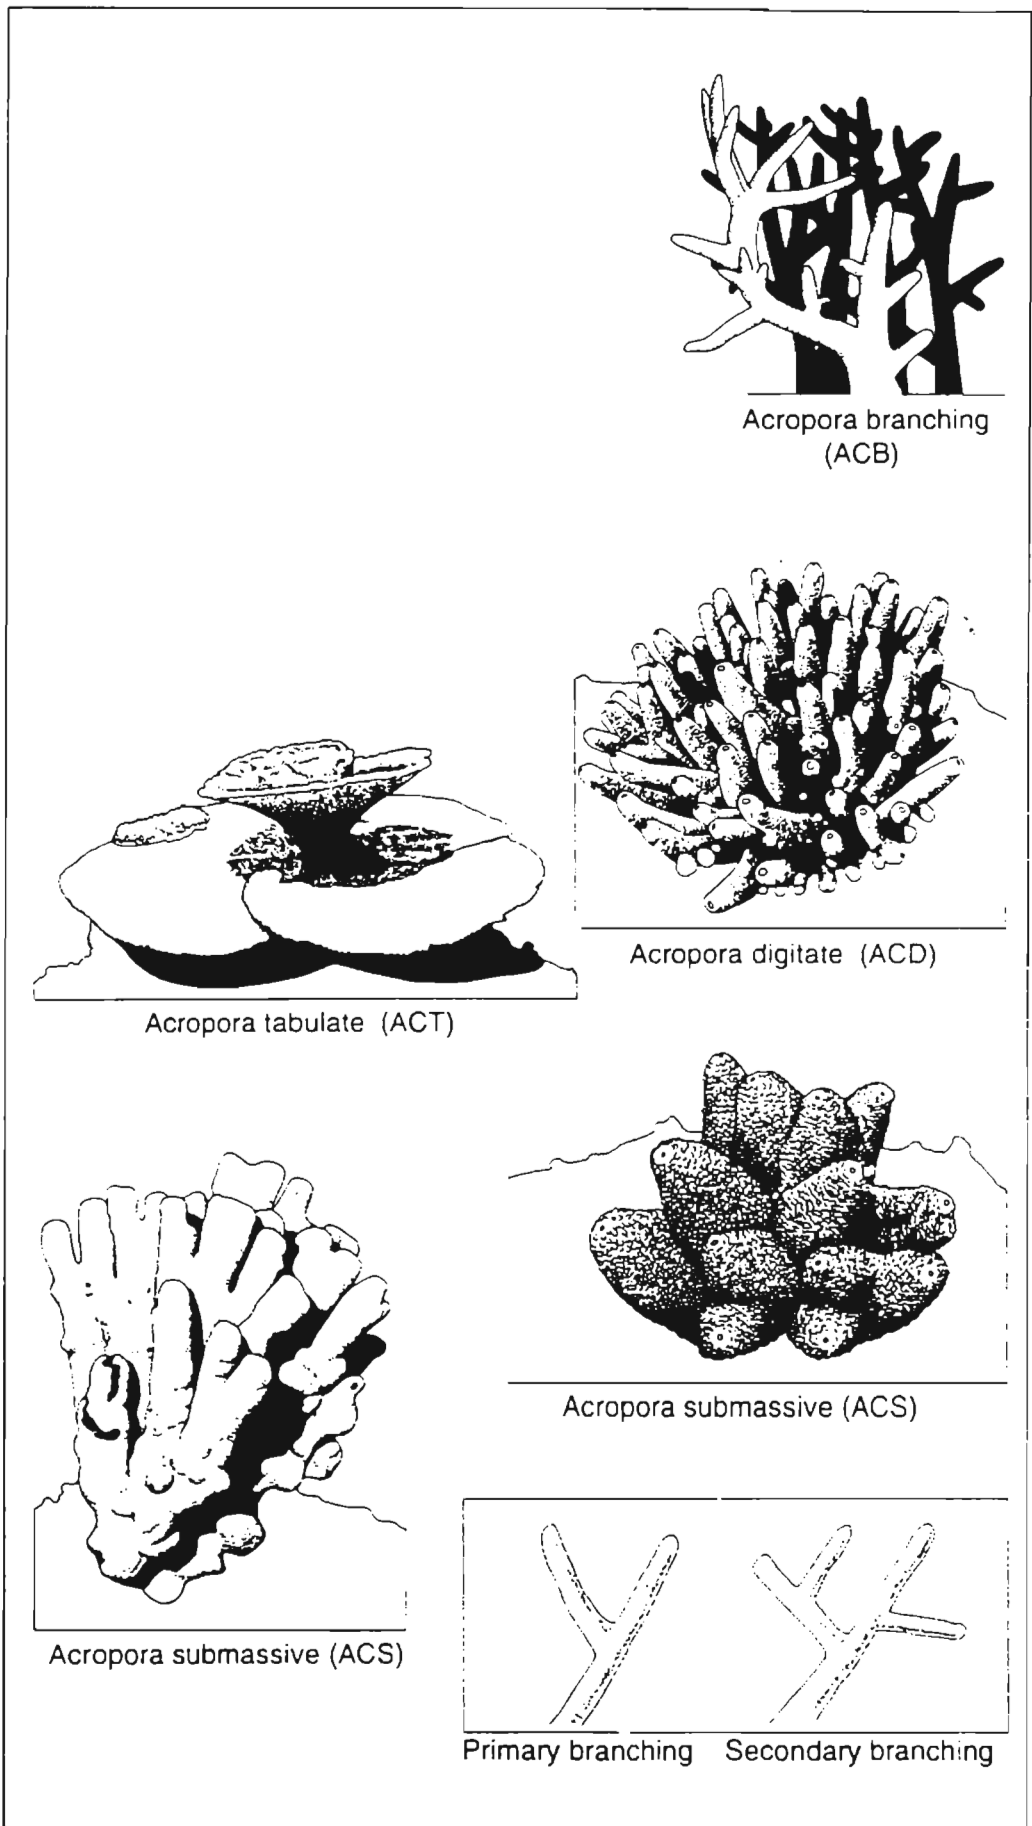 Acropora branching
(ACB)
Acropora digitate (ACD)
Acropora tabulate (ACT)
Acropora submassive (ACS)
Acropora submassive (ACS)
Primary branching
Secondary branching